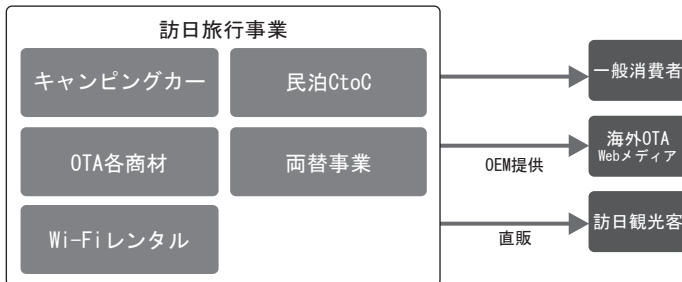 訪日旅行事業
キャンピングカー
民泊CtoC
OTA各商材
両替事業
Wi-Fiレンタル
一般消費者
OEM提供
海外OTA
Webメディア
直販
訪日観光客